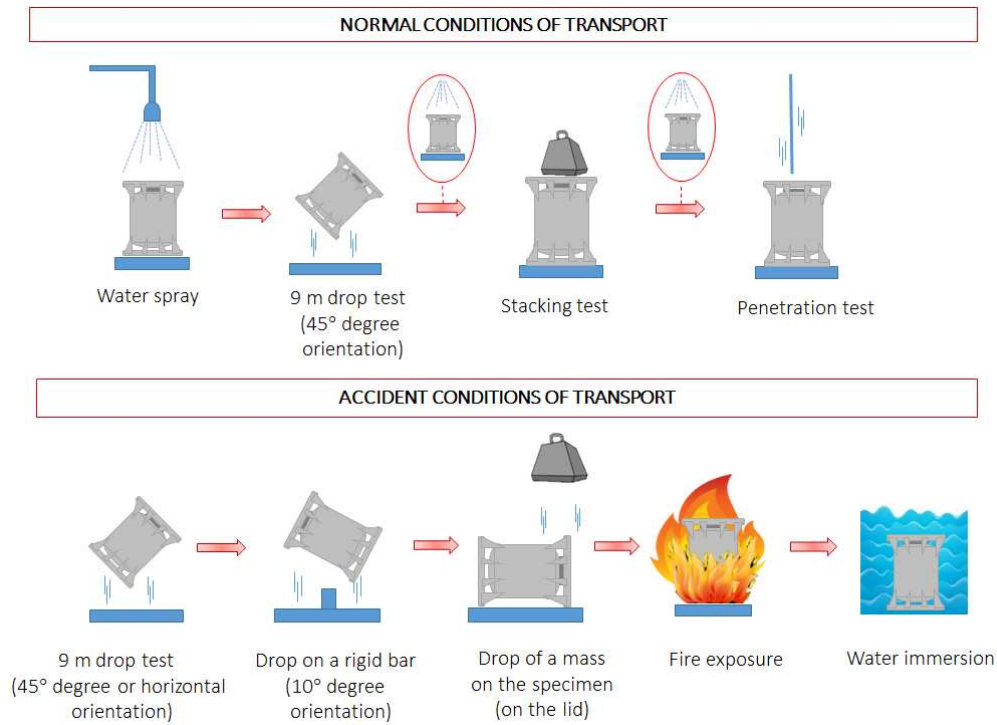 NORMAL CONDITIONS OF TRANSPORT
Water spray
9 m drop test
(45° degree
orientation)
Stacking test
Penetration test
ACCIDENT CONDITIONS OF TRANSPORT
9 m drop test
(45° degree or horizontal
orientation)
Drop on a rigid bar
(10° degree
orientation)
Drop of a mass
on the specimen
(on the lid)
Fire exposure
Water immersion